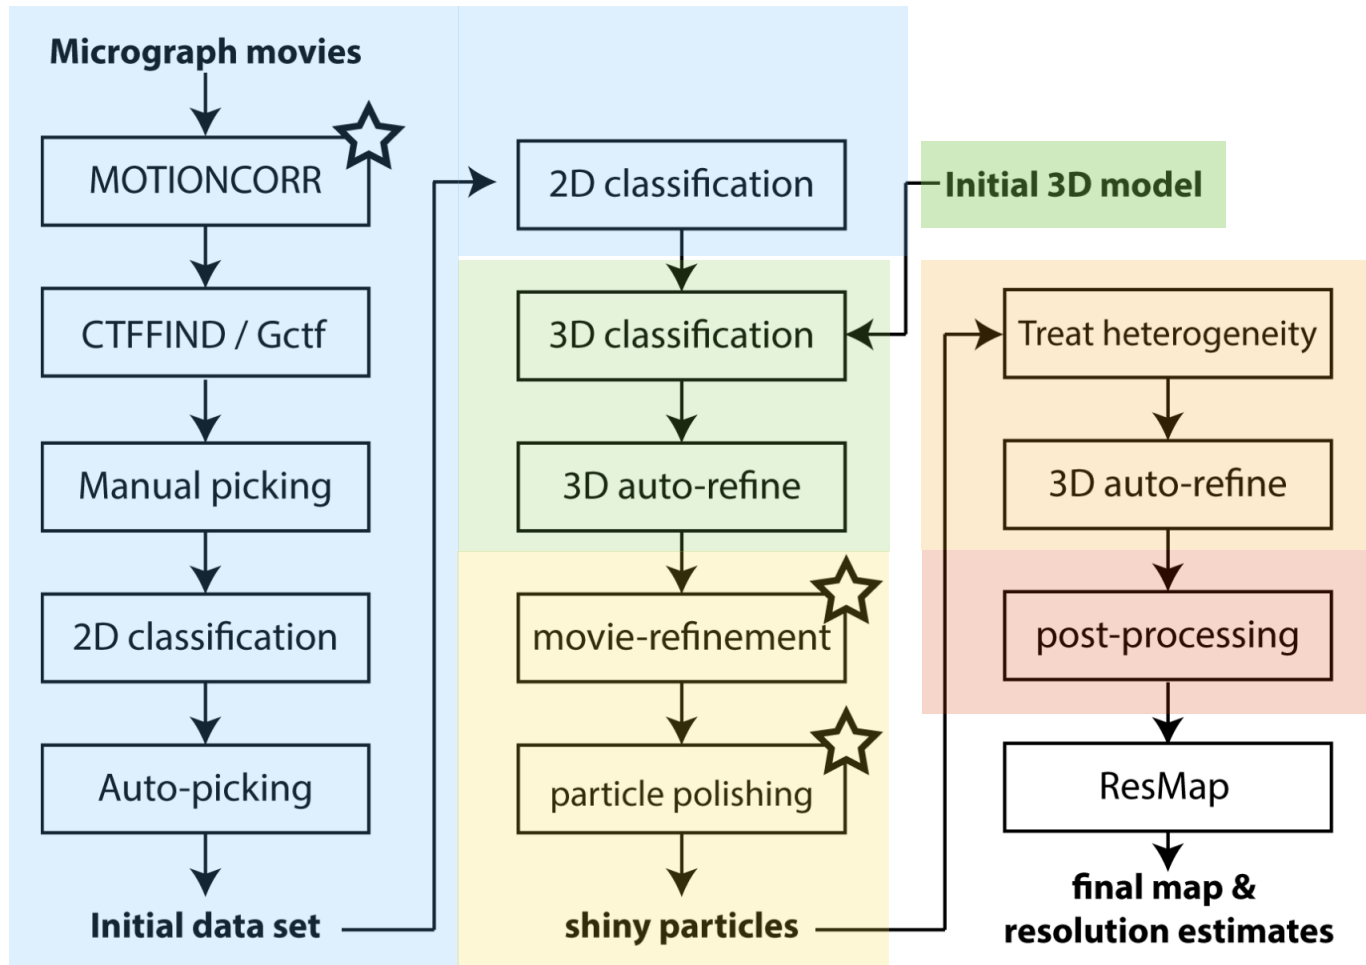 Micrograph movies
MOTIONCORR
CTFFIND / Gctf
Manual picking
2D classification
Auto-picking
Initial data set
2D classification
Initial 3D model
3D classification
3D auto-refine
movie-refinement
particle polishing
shiny particles
Treat heterogeneity
3D auto-refine
post-processing
ResMap
final map &
resolution estimates